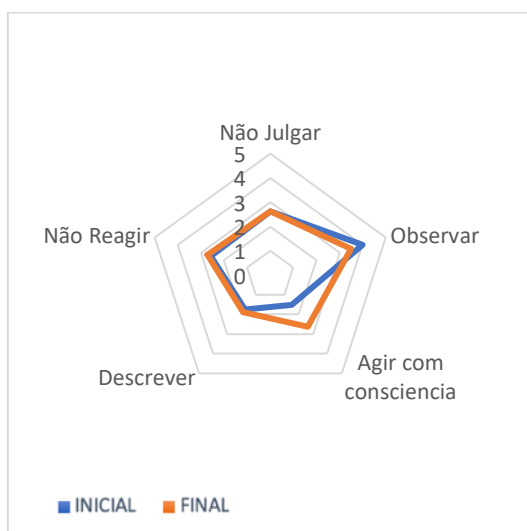 Não Julgar
5
4
3
2
1
0
Não Reagir
Observar
Descrever
Agir com
consciencia
INICIAL
FINAL